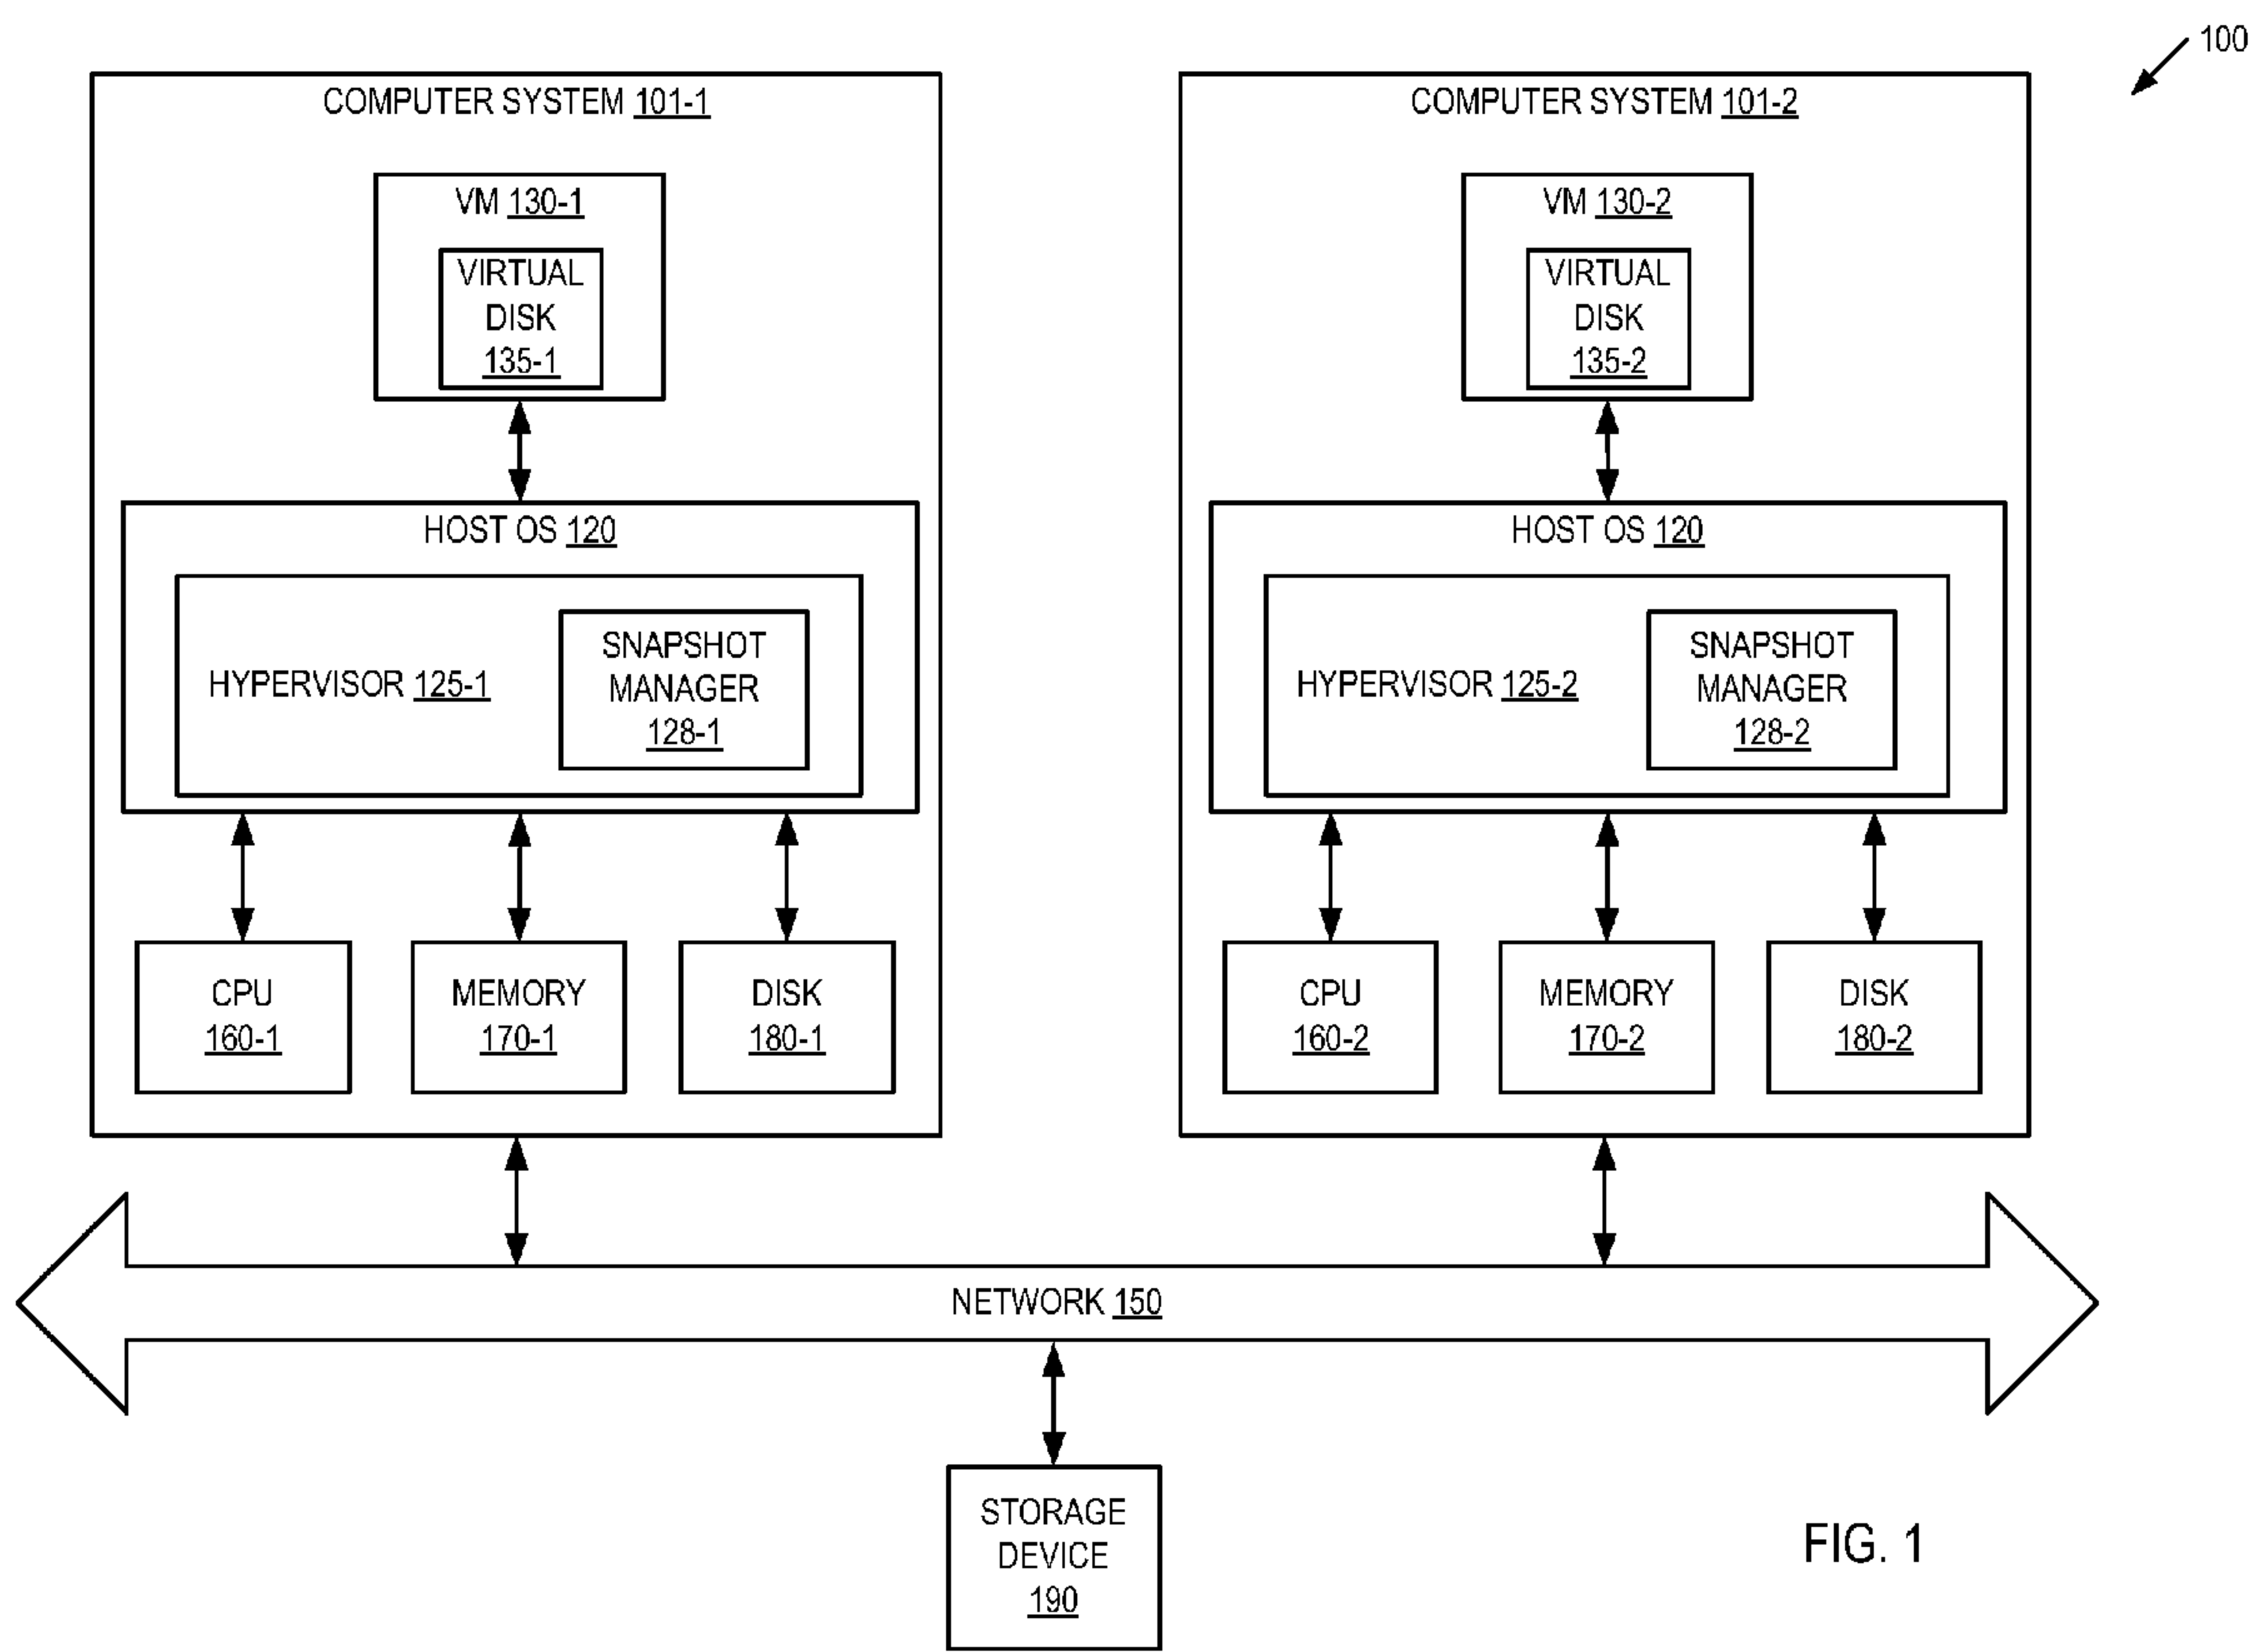 100
COMPUTER SYSTEM 101-1
VM 130-1
VIRTUAL
DISK
135-1
HOST OS 120
HYPERVISOR 125-1
SNAPSHOT
MANAGER
128-1
CPU
160-1
MEMORY
170-1
DISK
180-1
COMPUTER SYSTEM 101-2
VM 130-2
VIRTUAL
DISK
135-2
HOST OS 120
HYPERVISOR 125-2
SNAPSHOT
MANAGER
128-2
CPU
160-2
MEMORY
170-2
DISK
180-2
NETWORK 150
STORAGE
DEVICE
190
FIG. 1